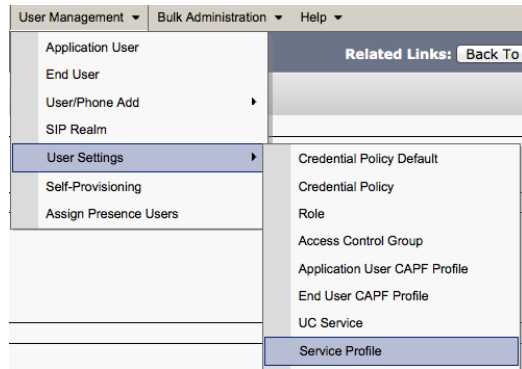 User Management Bulk Administration Help
Related Links: Back To
Application User
End User
User/Phone Add
SIP Realm
User Settings
Self-Provisioning
Assign Presence Users
Credential Policy Default
Credential Policy
Role
Access Control Group
Application User CAPF Profile
End User CAPF Profile
UC Service
Service Profile